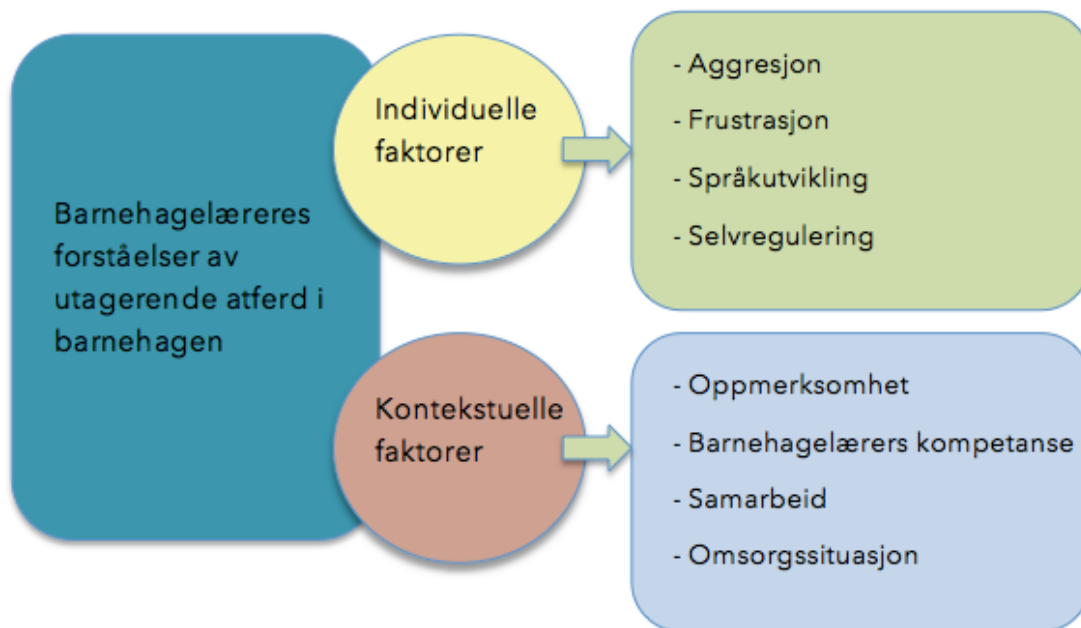 Barnehagelæreres
forståelser av
utagerende atferd i
barnehagen
Individuelle
faktorer
- Aggresjon
- Frustrasjon
- Språkutvikling
- Selvregulering
Kontekstuelle
faktorer
- Oppmerksomhet
- Barnehagelærers kompetanse
- Samarbeid
- Omsorgssituasjon